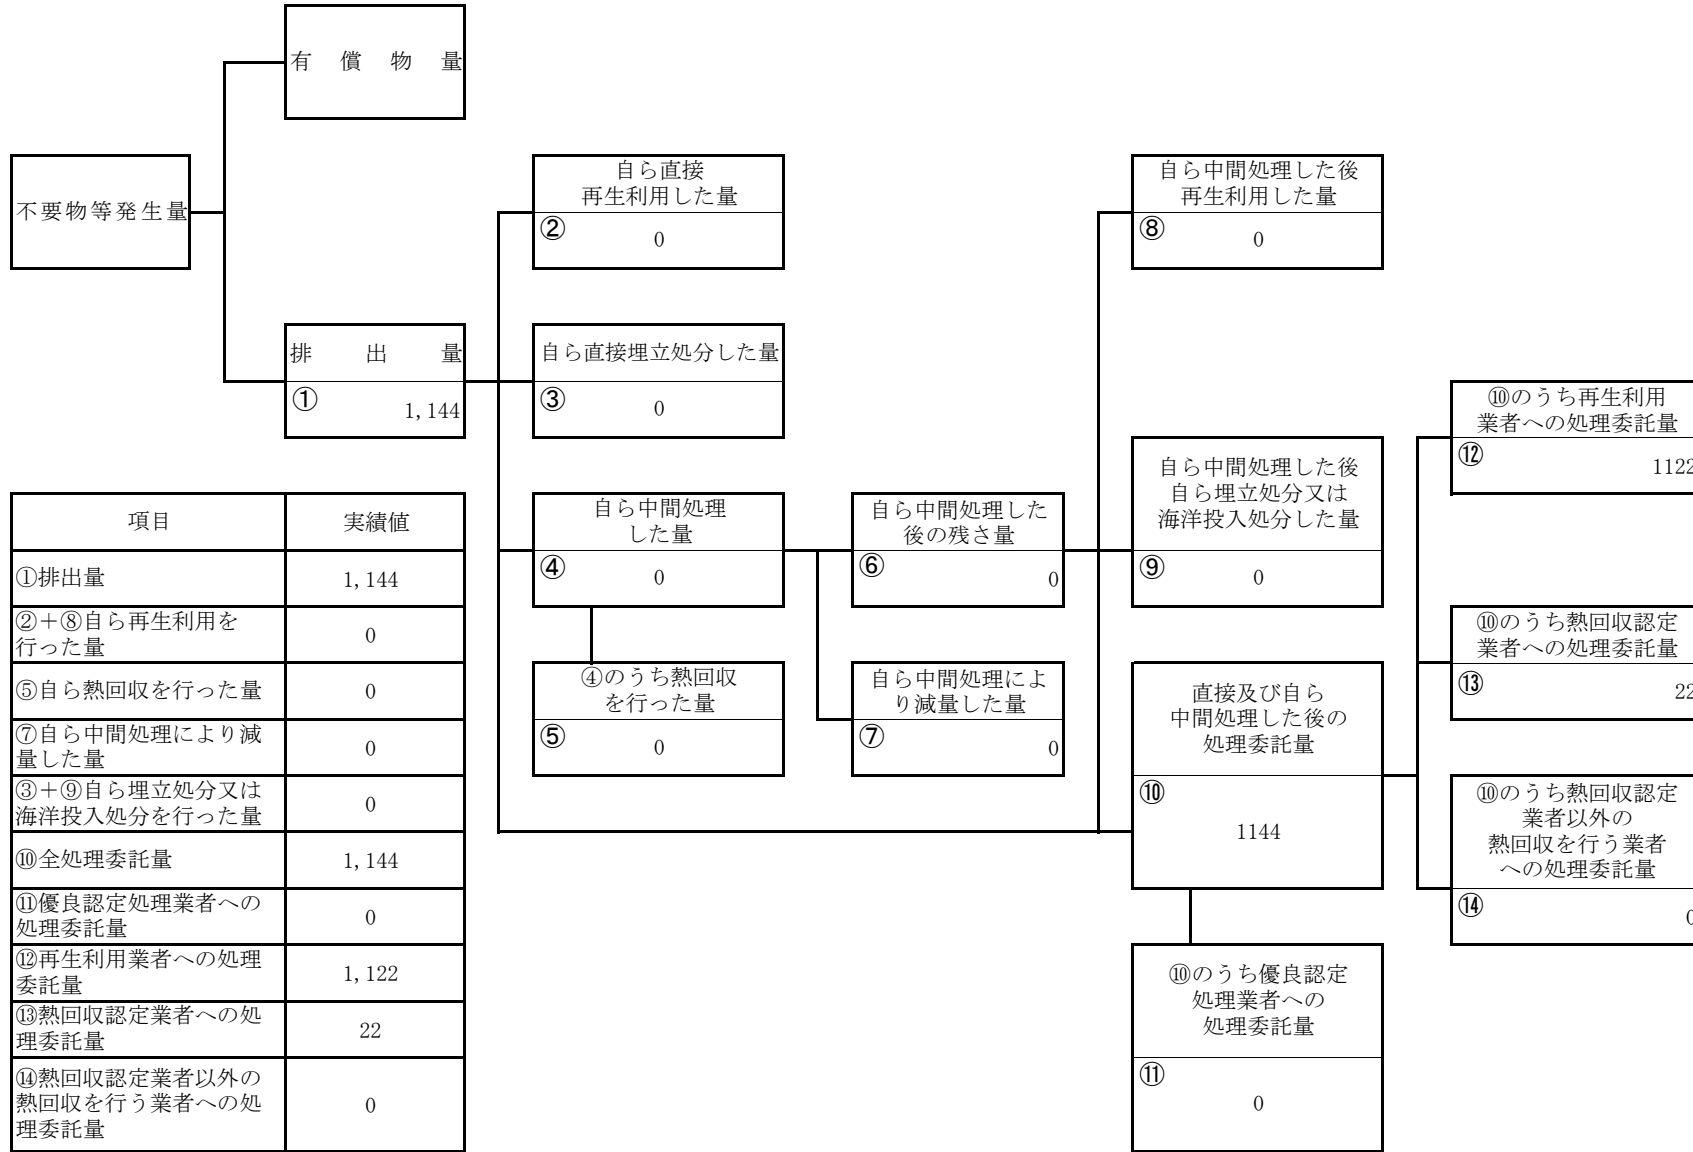 有償物量
不要物等発生量
排出量
①
1,144
自ら直接
再生利用した量
②
0
自ら直接埋立処分した量
③
0
自ら中間処理
した量
④
0
④のうち熱回収
を行った量
⑤
0
自ら中間処理した
後の残さ量
⑥
0
自ら中間処理によ
り減量した量
⑦
0
自ら中間処理した後
再生利用した量
⑧
0
自ら中間処理した後
自ら埋立処分又は
海洋投入処分した量
⑨
0
直接及び自ら
中間処理した後の
処理委託量
⑩
1144
⑩のうち優良認定
処理業者への
処理委託量
⑪
0
⑩のうち再生利用
業者への処理委託量
⑫
1122
⑩のうち熱回収認定
業者への処理委託量
⑬
22
⑩のうち熱回収認定
業者以外の
熱回収を行う業者
への処理委託量
⑭
0
項目 実績値
①排出量 1,144
②＋⑧自ら再生利用を
行った量 0
⑤自ら熱回収を行った量 0
⑦自ら中間処理により減
量した量 0
③＋⑨自ら埋立処分又は
海洋投入処分を行った量 0
⑩全処理委託量 1,144
⑪優良認定処理業者への
処理委託量 0
⑫再生利用業者への処理
委託量 1,122
⑬熱回収認定業者への処
理委託量 22
⑭熱回収認定業者以外の
熱回収を行う業者への処
理委託量 0